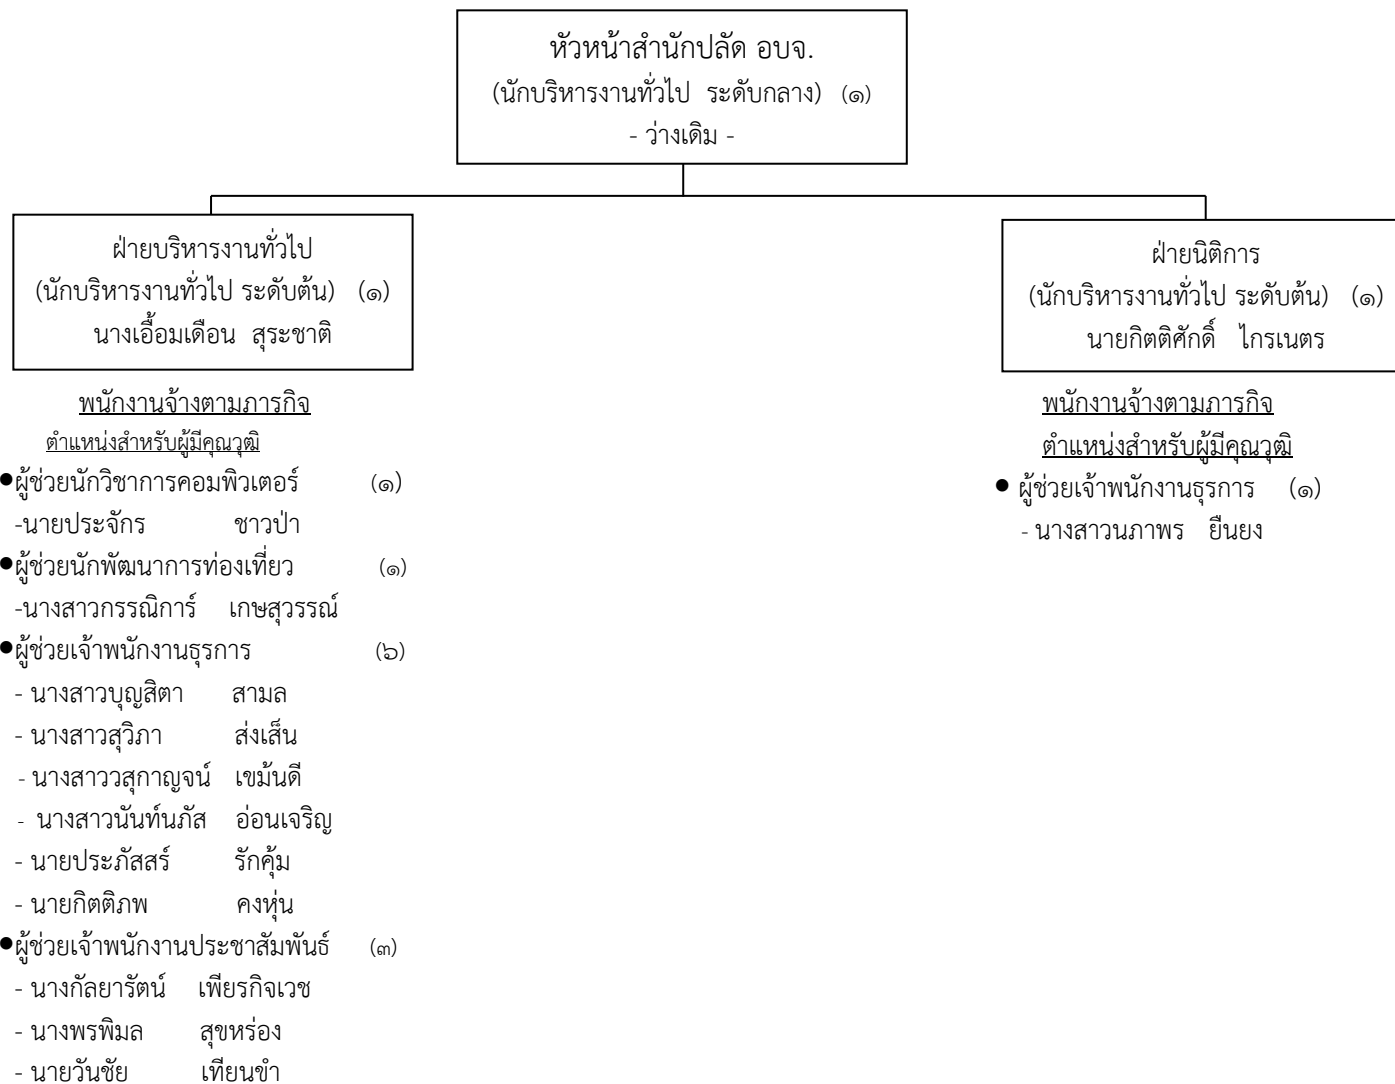 หัวหน้าสำนักปลัด อบจ.
(นักบริหารงานทั่วไป ระดับกลาง) (๑)
- ว่างเดิม -
ฝ่ายบริหารงานทั่วไป
(นักบริหารงานทั่วไป ระดับต้น) (๑)
นางเอื้อมเดือน สุระชาติ
พนักงานจ้างตามภารกิจ
ตำแหน่งสำหรับผู้มีคุณวุฒิ
●ผู้ช่วยนักวิชาการคอมพิวเตอร์ (๑)
-นายประจักร ชาวป่า
●ผู้ช่วยนักพัฒนาการท่องเที่ยว (๑)
-นางสาวกรรณิการ์ เกษสุวรรณ์
●ผู้ช่วยเจ้าพนักงานธุรการ (๖)
- นางสาวบุญสิตา สามล
- นางสาวสุวิภา ส่งเส็น
- นางสาววสุกาญจน์ เขม้นดี
- นางสาวนันท์นภัส อ่อนเจริญ
- นายประภัสสร์ รักคุ้ม
- นายกิตติภพ คงหุ่น
●ผู้ช่วยเจ้าพนักงานประชาสัมพันธ์ (๓)
- นางกัลยารัตน์ เพียรกิจเวช
- นางพรพิมล สุขหร่อง
- นายวันชัย เทียนขำ
ฝ่ายนิติการ
(นักบริหารงานทั่วไป ระดับต้น) (๑)
นายกิตติศักดิ์ ไกรเนตร
พนักงานจ้างตามภารกิจ
ตำแหน่งสำหรับผู้มีคุณวุฒิ
● ผู้ช่วยเจ้าพนักงานธุรการ (๑)
- นางสาวนภาพร ยืนยง